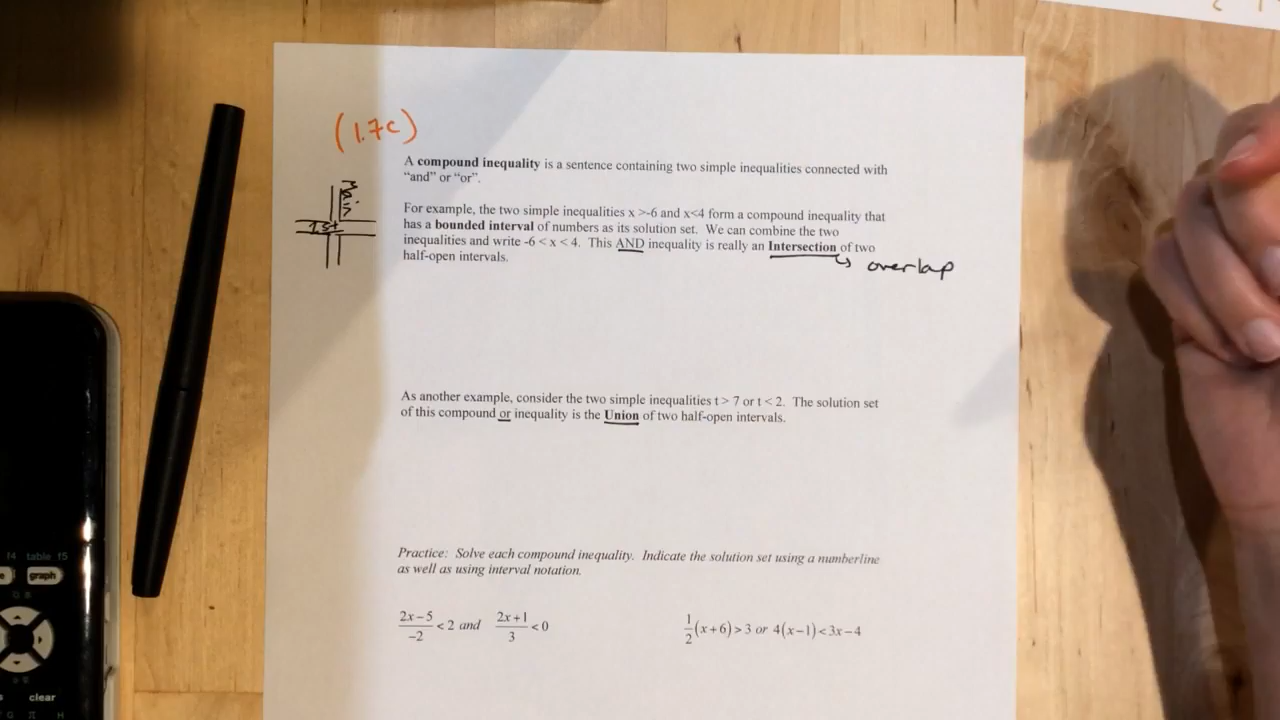 (1.7c)
A compound inequality is a sentence containing two simple inequalities connected with
"and" or "or".
Main
1st
For example, the two simple inequalities x >-6 and x<4 form a compound inequality that
has a bounded interval of numbers as its solution set. We can combine the two
inequalities and write -6 < x < 4. This AND inequality is really an Intersection of two
half-open intervals.
overlap
As another example, consider the two simple inequalities t > 7 or t < 2. The solution set
of this compound or inequality is the Union of two half-open intervals.
Practice: Solve each compound inequality. Indicate the solution set using a numberline
as well as using interval notation.
(2x-5)/-2 < 2 and (2x+1)/3 < 0
1/2(x+6)>3 or 4(x-1)<3x-4
f4 table f5
graph
clear